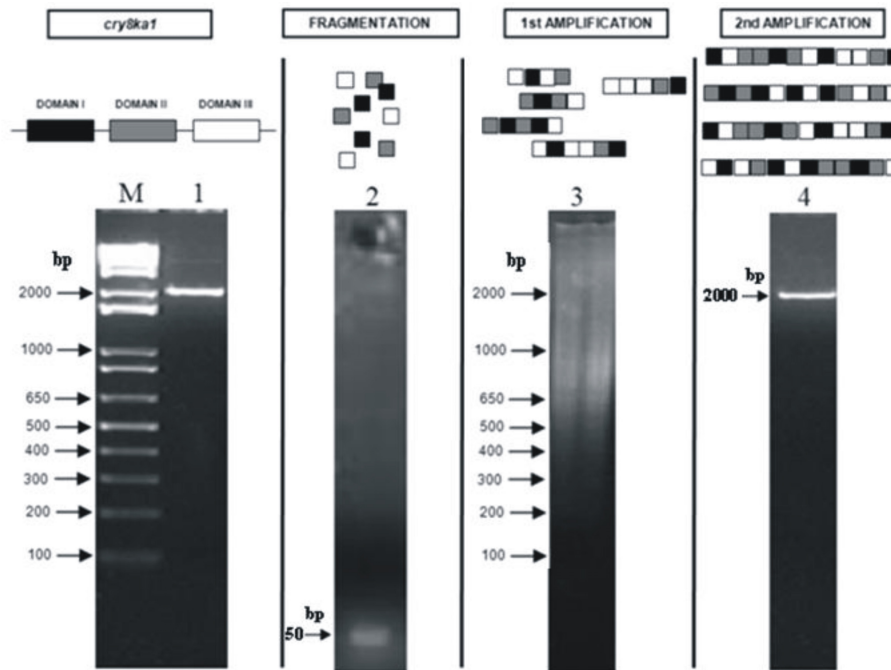 cry8ka1
FRAGMENTATION
1st AMPLIFICATION
2nd AMPLIFICATION
DOMAIN I
DOMAIN II
DOMAIN III
M
1
2
3
4
bp
2000
1000
650
500
400
300
200
100
bp
50
bp
2000
1000
650
500
400
300
200
100
bp
2000